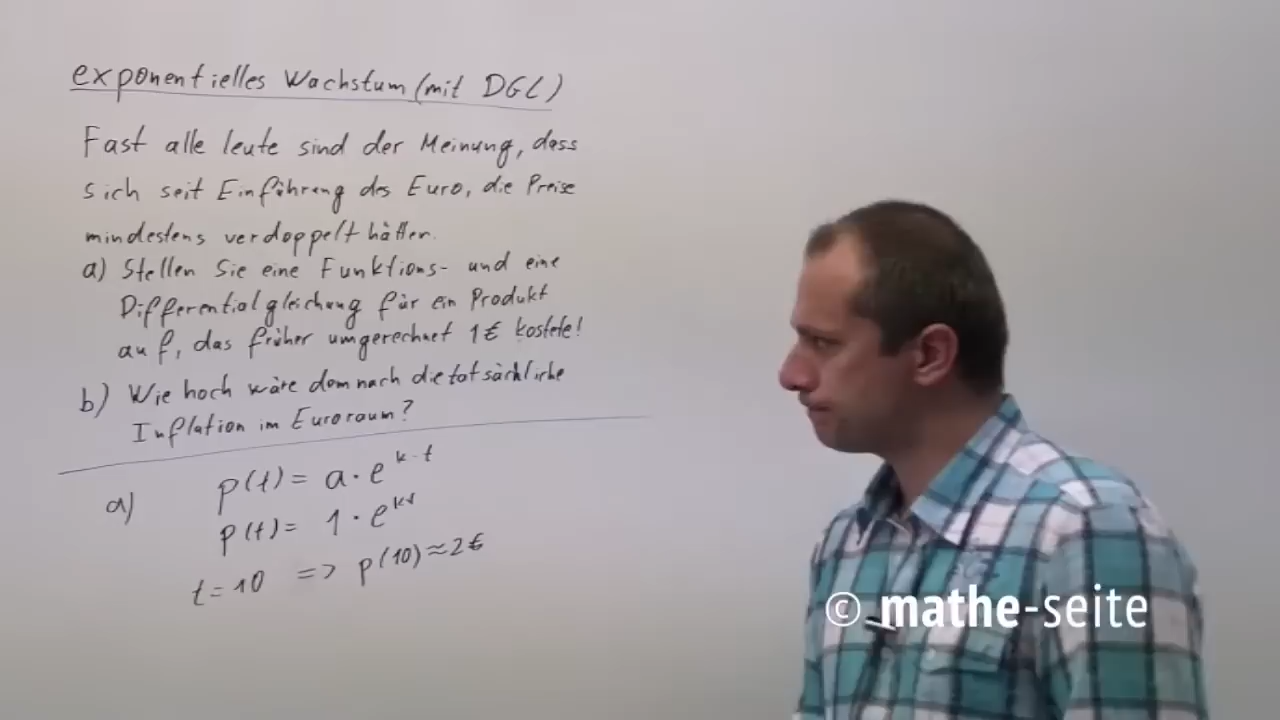 exponentielles Wachstum (mit DGL)
Fast alle leute sind der Meinung, dass
sich seit Einführung des Euro, die Preise
mindestens verdoppelt hätten.
a) Stellen Sie eine Funktions- und eine
Differentialgleichung für ein Produkt
auf, das früher umgerechnet 1€ kostete!
b) Wie hoch wäre demnach die tatsächliche
Inflation im Euroraum?
a) p(t) = a · e^{k·t}
p(t) = 1 · e^{kt}
t = 10 => p(10) ≈ 2€
© mathe-seite